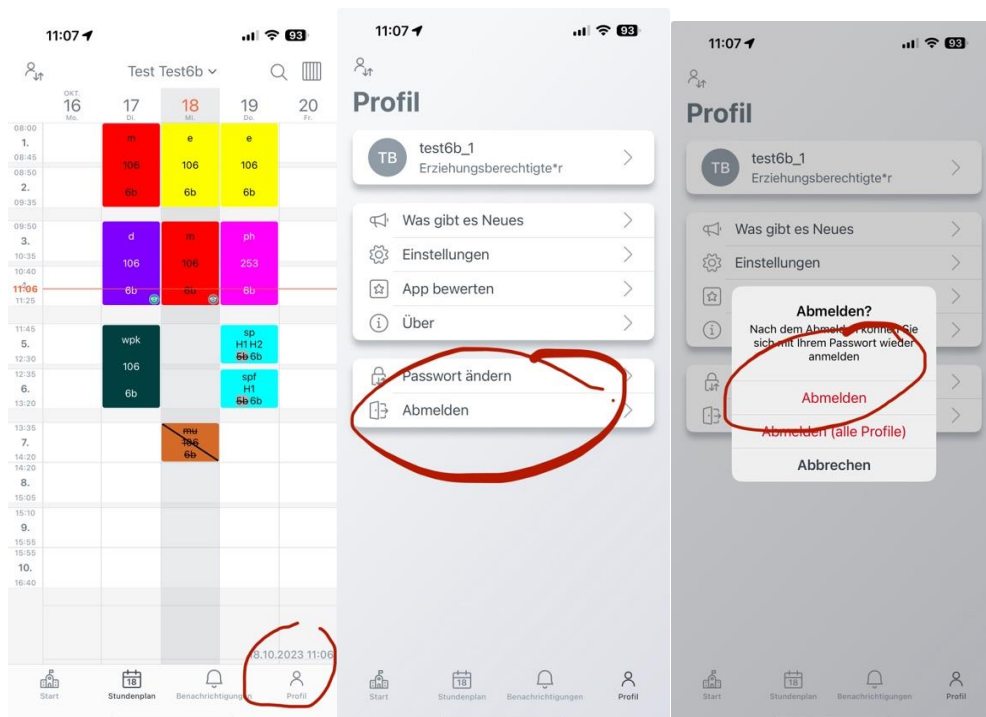 11:07
93
Test Test6b
OKT.
16
Mo.
17
Di.
18
Mi.
19
Do.
20
Fr.
08:00
1.
08:45
08:50
2.
09:35
09:50
3.
10:35
10:40
11:06
11:25
11:45
5.
12:30
12:35
6.
13:20
13:35
7.
14:20
14:20
8.
15:05
15:10
9.
15:55
15:55
10.
16:40
m
106
6b
d
106
6b
wpk
106
6b
e
106
6b
m
106
6b
mu
106
6b
e
106
6b
ph
253
6b
sp
H1 H2
6b 6b
spf
H1
6b 6b
18.10.2023 11:06
Start
18
Stundenplan
Benachrichtigungen
Profil
11:07
93
Profil
TB
test6b_1
Erziehungsberechtigte*r
Was gibt es Neues
Einstellungen
App bewerten
Über
Passwort ändern
Abmelden
Start
18
Stundenplan
Benachrichtigungen
Profil
11:07
93
Profil
TB
test6b_1
Erziehungsberechtigte*r
Was gibt es Neues
Einstellungen
Abmelden?
Nach dem Abmelden können Sie
sich mit Ihrem Passwort wieder
anmelden
Abmelden
Abmelden (alle Profile)
Abbrechen
Start
18
Stundenplan
Benachrichtigungen
Profil